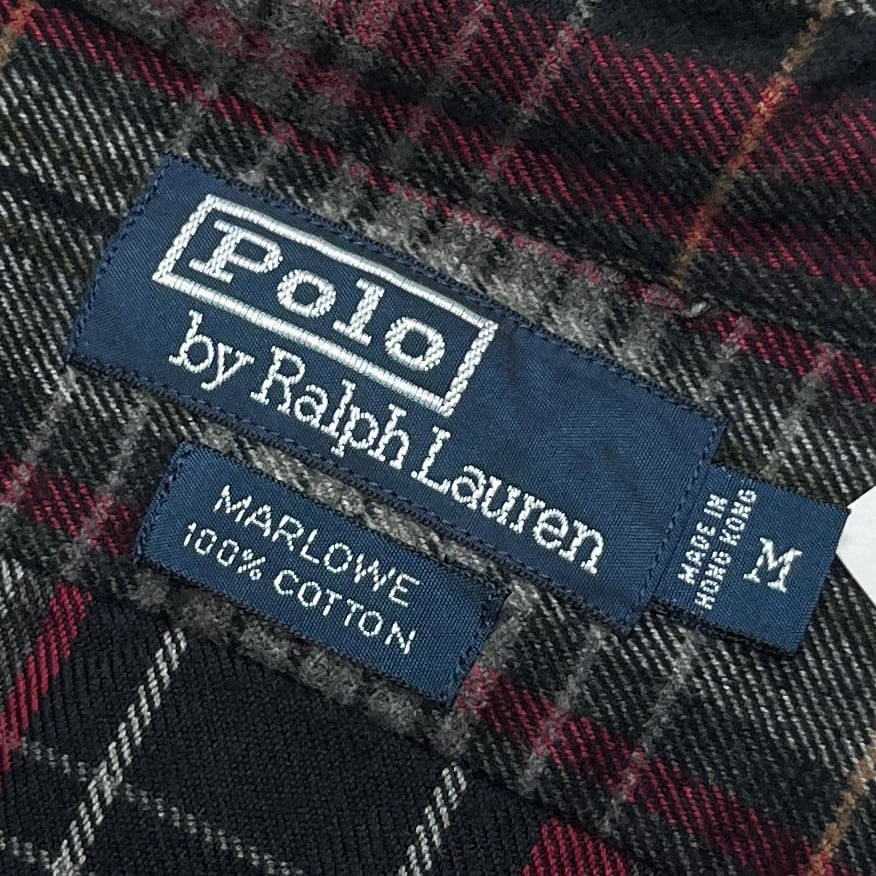 Polo
by Ralph Lauren
MARLOWE
100% COTTON
MADE IN
HONG KONG
M